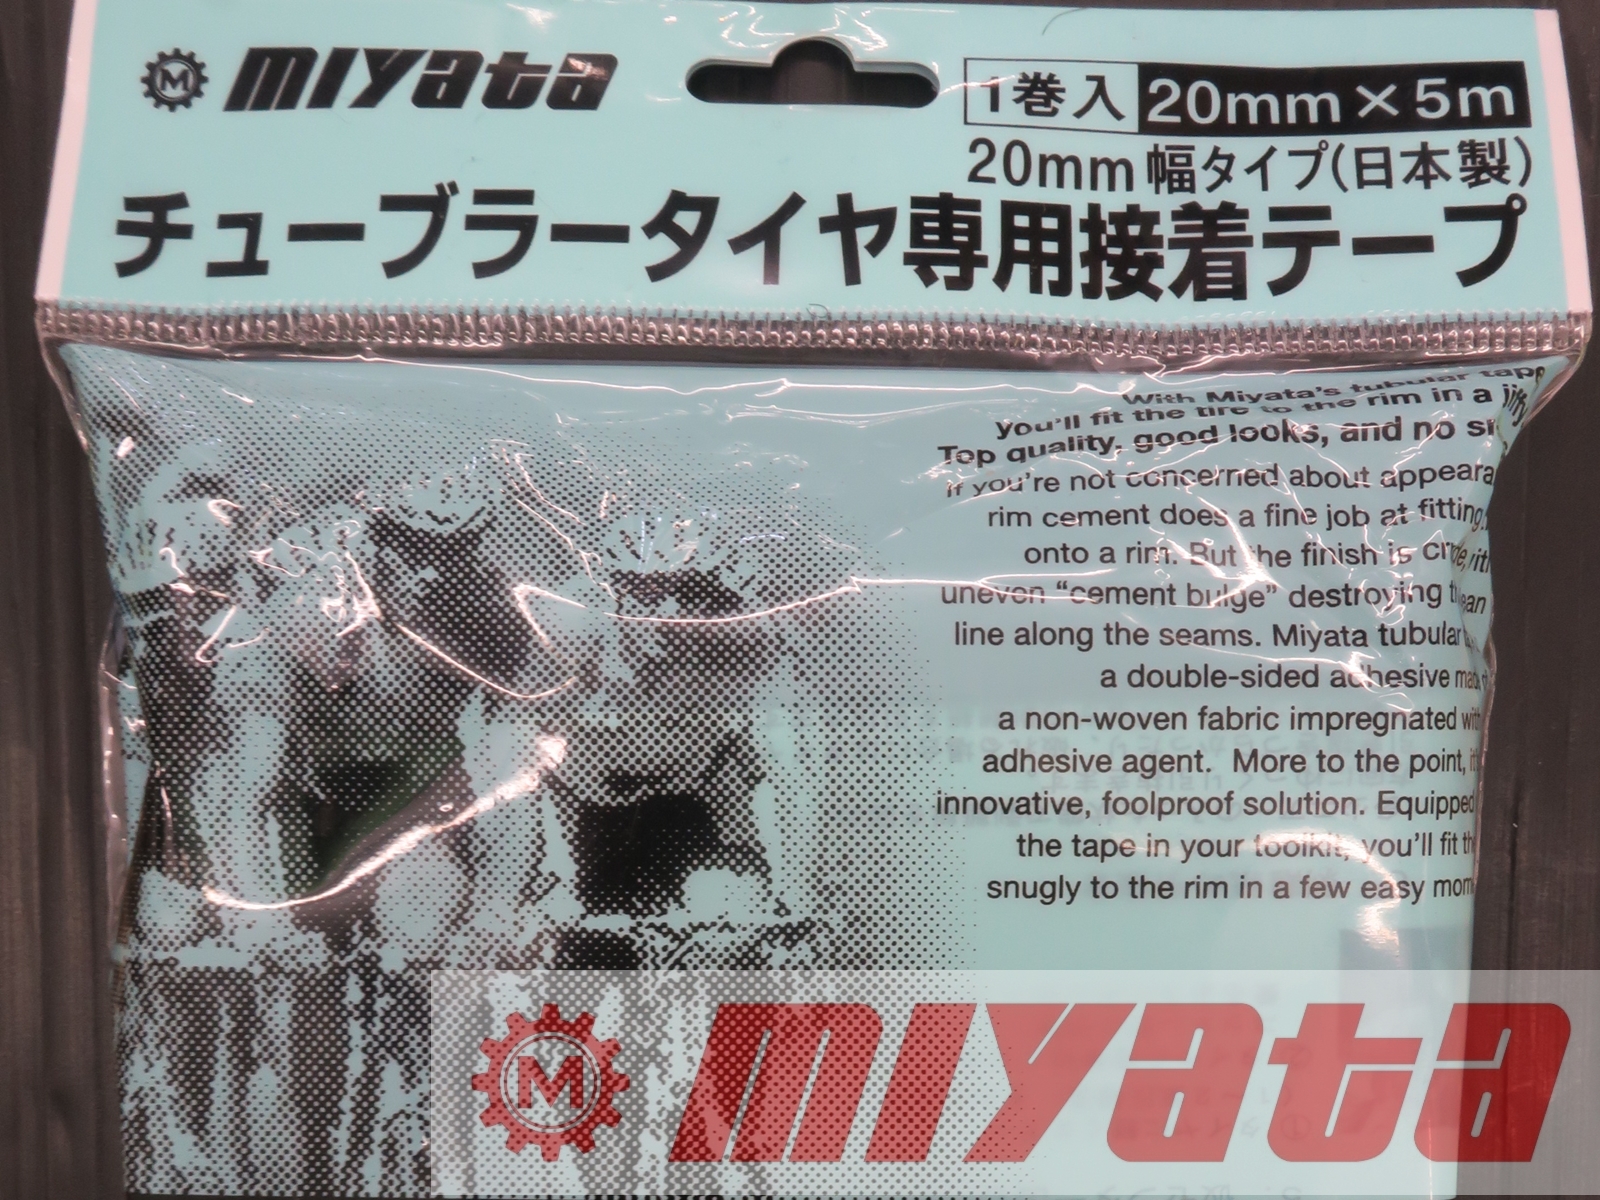 M miyata
1巻入 20mm×5m
20mm幅タイプ(日本製)
チューブラータイヤ専用接着テープ
With Miyata's tubular tape
you'll fit the tire to the rim in a jiffy
Top quality, good looks, and no
If you're not concerned about
rim cement does a fine job at fitting
onto a rim. But the finish is
uneven "cement bulge" destroying
line along the seams. Miyata tubular
a double-sided adhesive
a non-woven fabric impregnated
adhesive agent. More to the point,
innovative, foolproof solution. Equipped
the tape in your toolkit, you'll fit
snugly to the rim in a few easy
M miyata